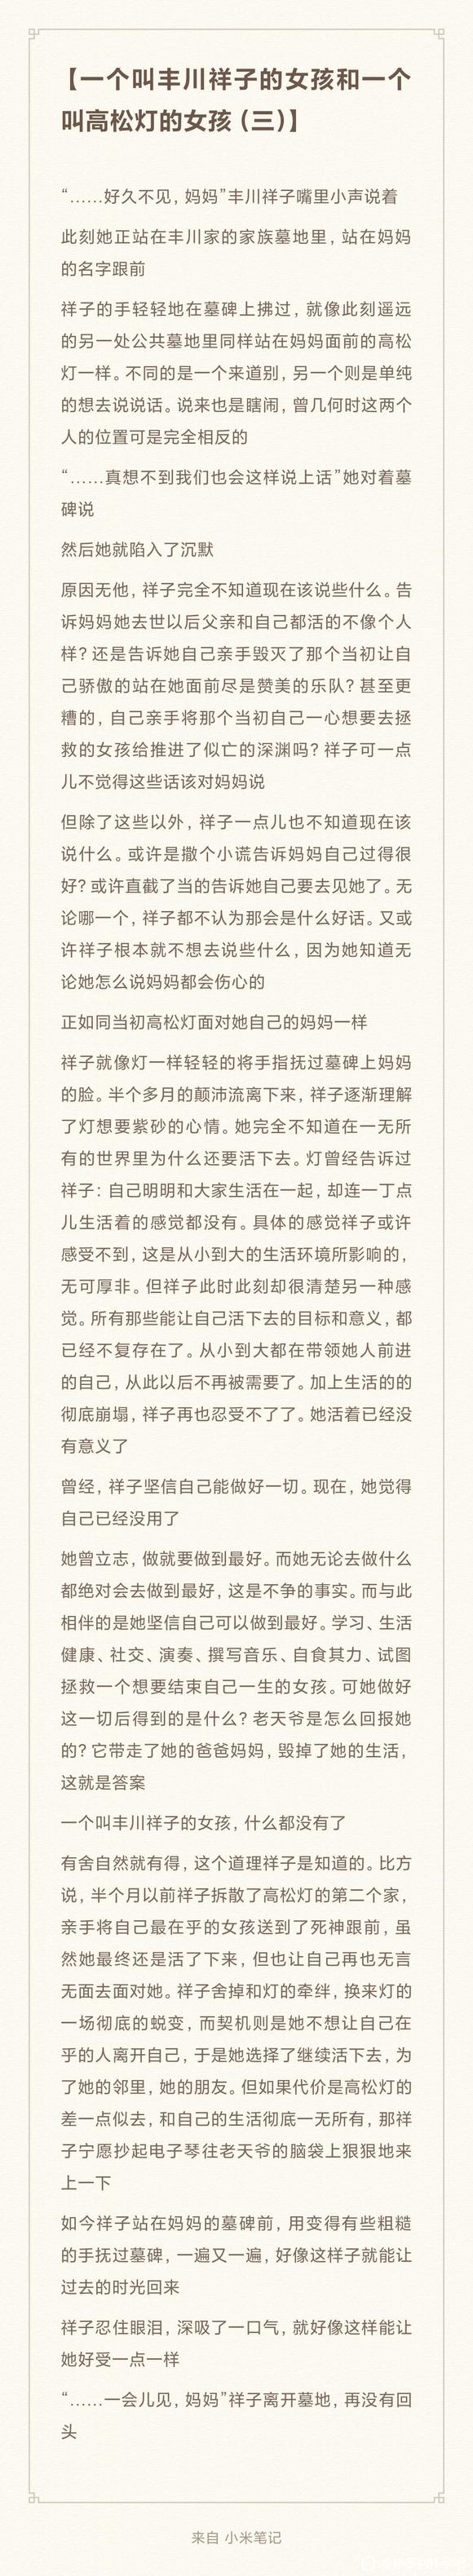 【一个叫丰川祥子的女孩和一个
叫高松灯的女孩（三）】
“……好久不见，妈妈”丰川祥子嘴里小声说着
此刻她正站在丰川家的家族墓地里，站在妈妈
的名字跟前
祥子的手轻轻地在墓碑上拂过，就像此刻遥远
的另一处公共墓地里同样站在妈妈面前的高松
灯一样。不同的是一个来道别，另一个则是单纯
的想去说说话。说来也是瞎闹，曾几何时这两个
人的位置可是完全相反的
“……真想不到我们也会这样说上话”她对着墓
碑说
然后她就陷入了沉默
原因无他，祥子完全不知道现在该说些什么。告
诉妈妈她去世以后父亲和自己都活的不像个人
样？还是告诉她自己亲手毁灭了那个当初让自
己骄傲的站在她面前尽是赞美的乐队？甚至更
糟的，自己亲手将那个当初自己一心想要去拯
救的女孩给推进了似亡的深渊吗？祥子可一点
儿不觉得这些话该对妈妈说
但除了这些以外，祥子一点儿也不知道现在该
说什么。或许是撒个小谎告诉妈妈自己过得很
好？或许直截了当的告诉她自己要去见她了。无
论哪一个，祥子都不认为那会是什么好话。又或
许祥子根本就不想去说些什么，因为她知道无
论她怎么说妈妈都会伤心的
正如同当初高松灯面对她自己的妈妈一样
祥子就像灯一样轻轻的将手指抚过墓碑上妈妈
的脸。半个多月的颠沛流离下来，祥子逐渐理解
了灯想要紫砂的心情。她完全不知道在一无所
有的世界里为什么还要活下去。灯曾经告诉过
祥子：自己明明和大家生活在一起，却连一丁点
儿生活着的感觉都没有。具体的感觉祥子或许
感受不到，这是从小到大的生活环境所影响的，
无可厚非。但祥子此时此刻却很清楚另一种感
觉。所有那些能让自己活下去的目标和意义，都
已经不复存在了。从小到大都在带领她人前进
的自己，从此以后不再被需要了。加上生活的的
彻底崩塌，祥子再也忍受不了了。她活着已经没
有意义了
曾经，祥子坚信自己能做好一切。现在，她觉得
自己已经没用了
她曾立志，做就要做到最好。而她无论去做什么
都绝对会去做到最好，这是不争的事实。而与此
相伴的是她坚信自己可以做到最好。学习、生活
健康、社交、演奏、撰写音乐、自食其力、试图
拯救一个想要结束自己一生的女孩。可她做好
这一切后得到的是什么？老天爷是怎么回报她
的？它带走了她的爸爸妈妈，毁掉了她的生活，
这就是答案
一个叫丰川祥子的女孩，什么都没有了
有舍自然就有得，这个道理祥子是知道的。比方
说，半个月以前祥子拆散了高松灯的第二个家，
亲手将自己最在乎的女孩送到了死神跟前，虽
然她最终还是活了下来，但也让自己再也无言
无面去面对她。祥子舍掉和灯的牵绊，换来灯的
一场彻底的蜕变，而契机则是她不想让自己在
乎的人离开自己，于是她选择了继续活下去，为
了她的邻里，她的朋友。但如果代价是高松灯的
差一点似去，和自己的生活彻底一无所有，那祥
子宁愿抄起电子琴往老天爷的脑袋上狠狠地来
上一下
如今祥子站在妈妈的墓碑前，用变得有些粗糙
的手抚过墓碑，一遍又一遍，好像这样子就能让
过去的时光回来
祥子忍住眼泪，深吸了一口气，就好像这样能让
她好受一点一样
“……一会儿见，妈妈”祥子离开墓地，再没有回
头
来自 小米笔记